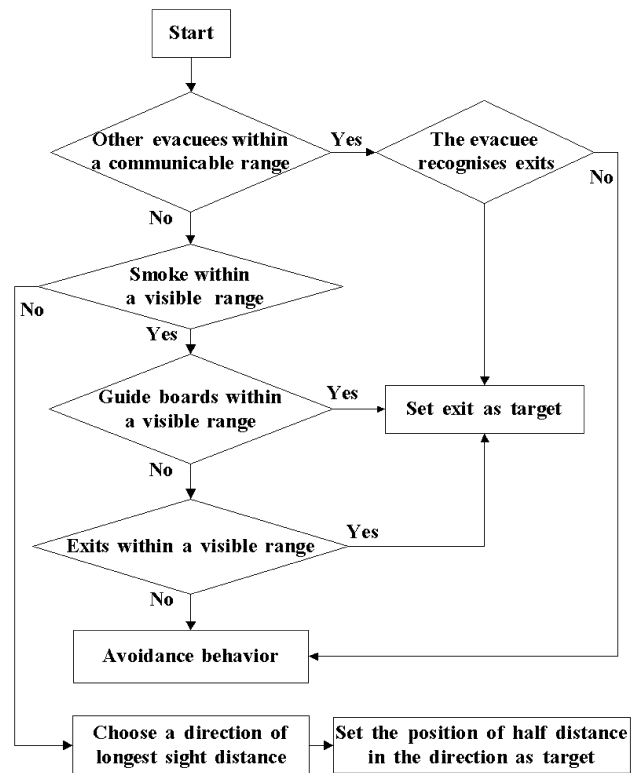 Start
Other evacuees within
a communicable range
Yes
The evacuee
recognises exits
No
No
Smoke within
a visible range
No
Yes
Guide boards within
a visible range
Yes
Set exit as target
No
Exits within a visible range
Yes
No
Avoidance behavior
Choose a direction of
longest sight distance
Set the position of half distance
in the direction as target